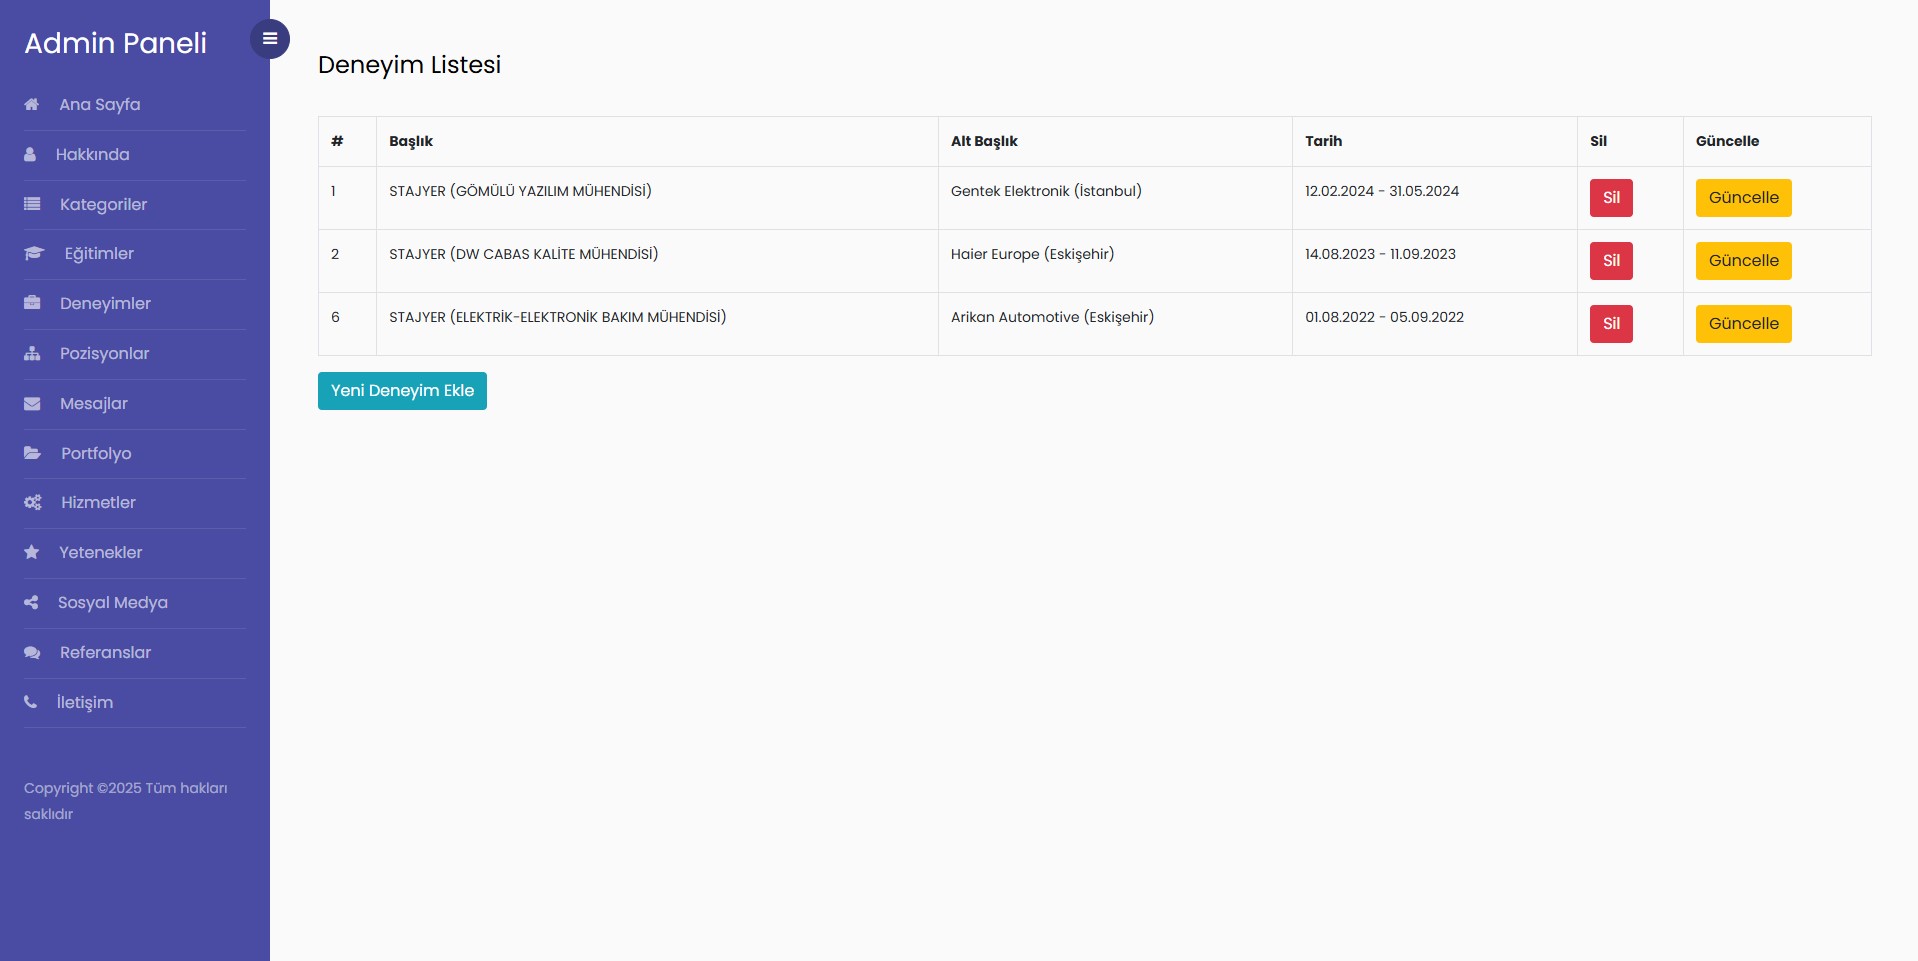 Admin Paneli
Ana Sayfa
Hakkında
Kategoriler
Eğitimler
Deneyimler
Pozisyonlar
Mesajlar
Portfolyo
Hizmetler
Yetenekler
Sosyal Medya
Referanslar
İletişim
Copyright ©2025 Tüm hakları
saklıdır
Deneyim Listesi
# Başlık Alt Başlık Tarih Sil Güncelle
1 STAJYER (GÖMÜLÜ YAZILIM MÜHENDİSİ) Gentek Elektronik (İstanbul) 12.02.2024 - 31.05.2024 Sil Güncelle
2 STAJYER (DW CABAS KALİTE MÜHENDİSİ) Haier Europe (Eskişehir) 14.08.2023 - 11.09.2023 Sil Güncelle
6 STAJYER (ELEKTRİK-ELEKTRONİK BAKIM MÜHENDİSİ) Arikan Automotive (Eskişehir) 01.08.2022 - 05.09.2022 Sil Güncelle
Yeni Deneyim Ekle